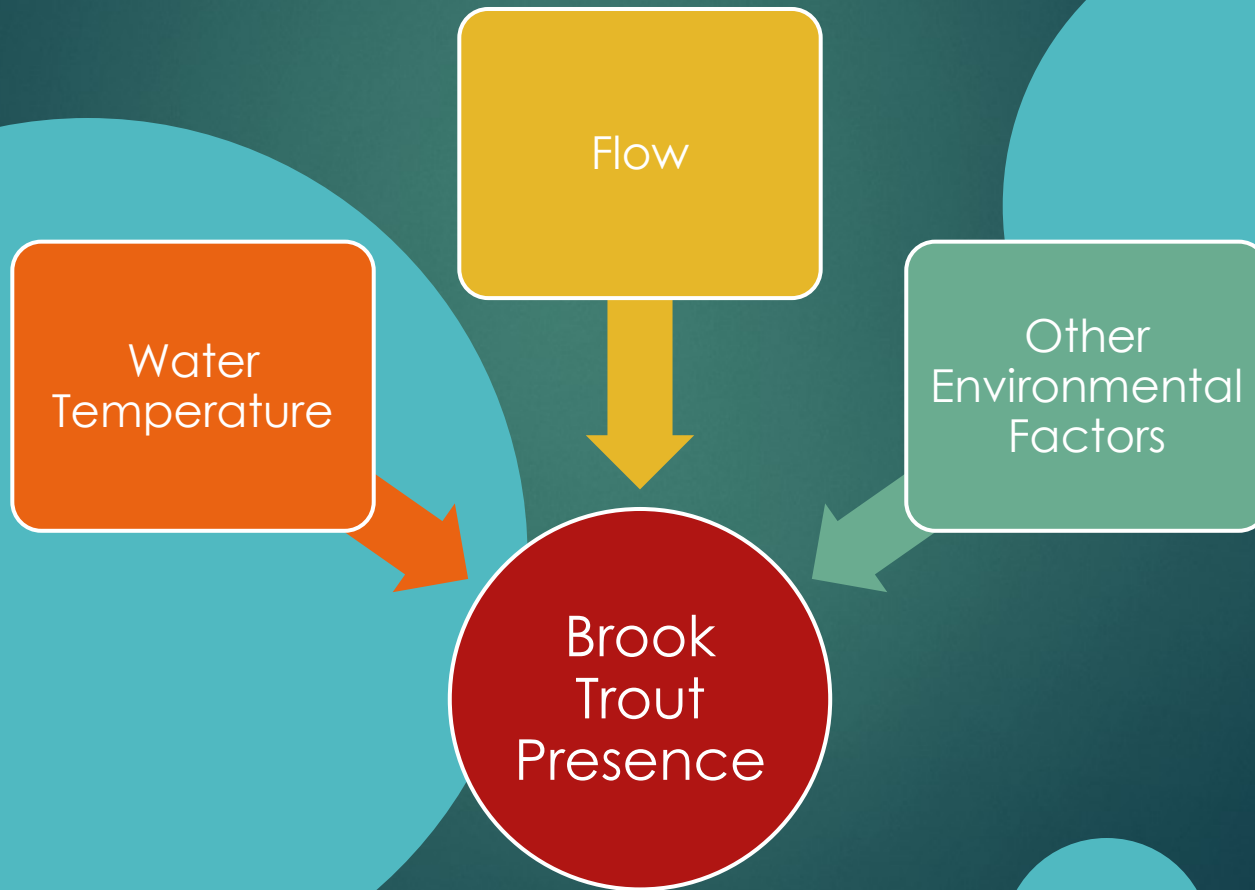 Flow
Water
Temperature
Other
Environmental
Factors
Brook
Trout
Presence